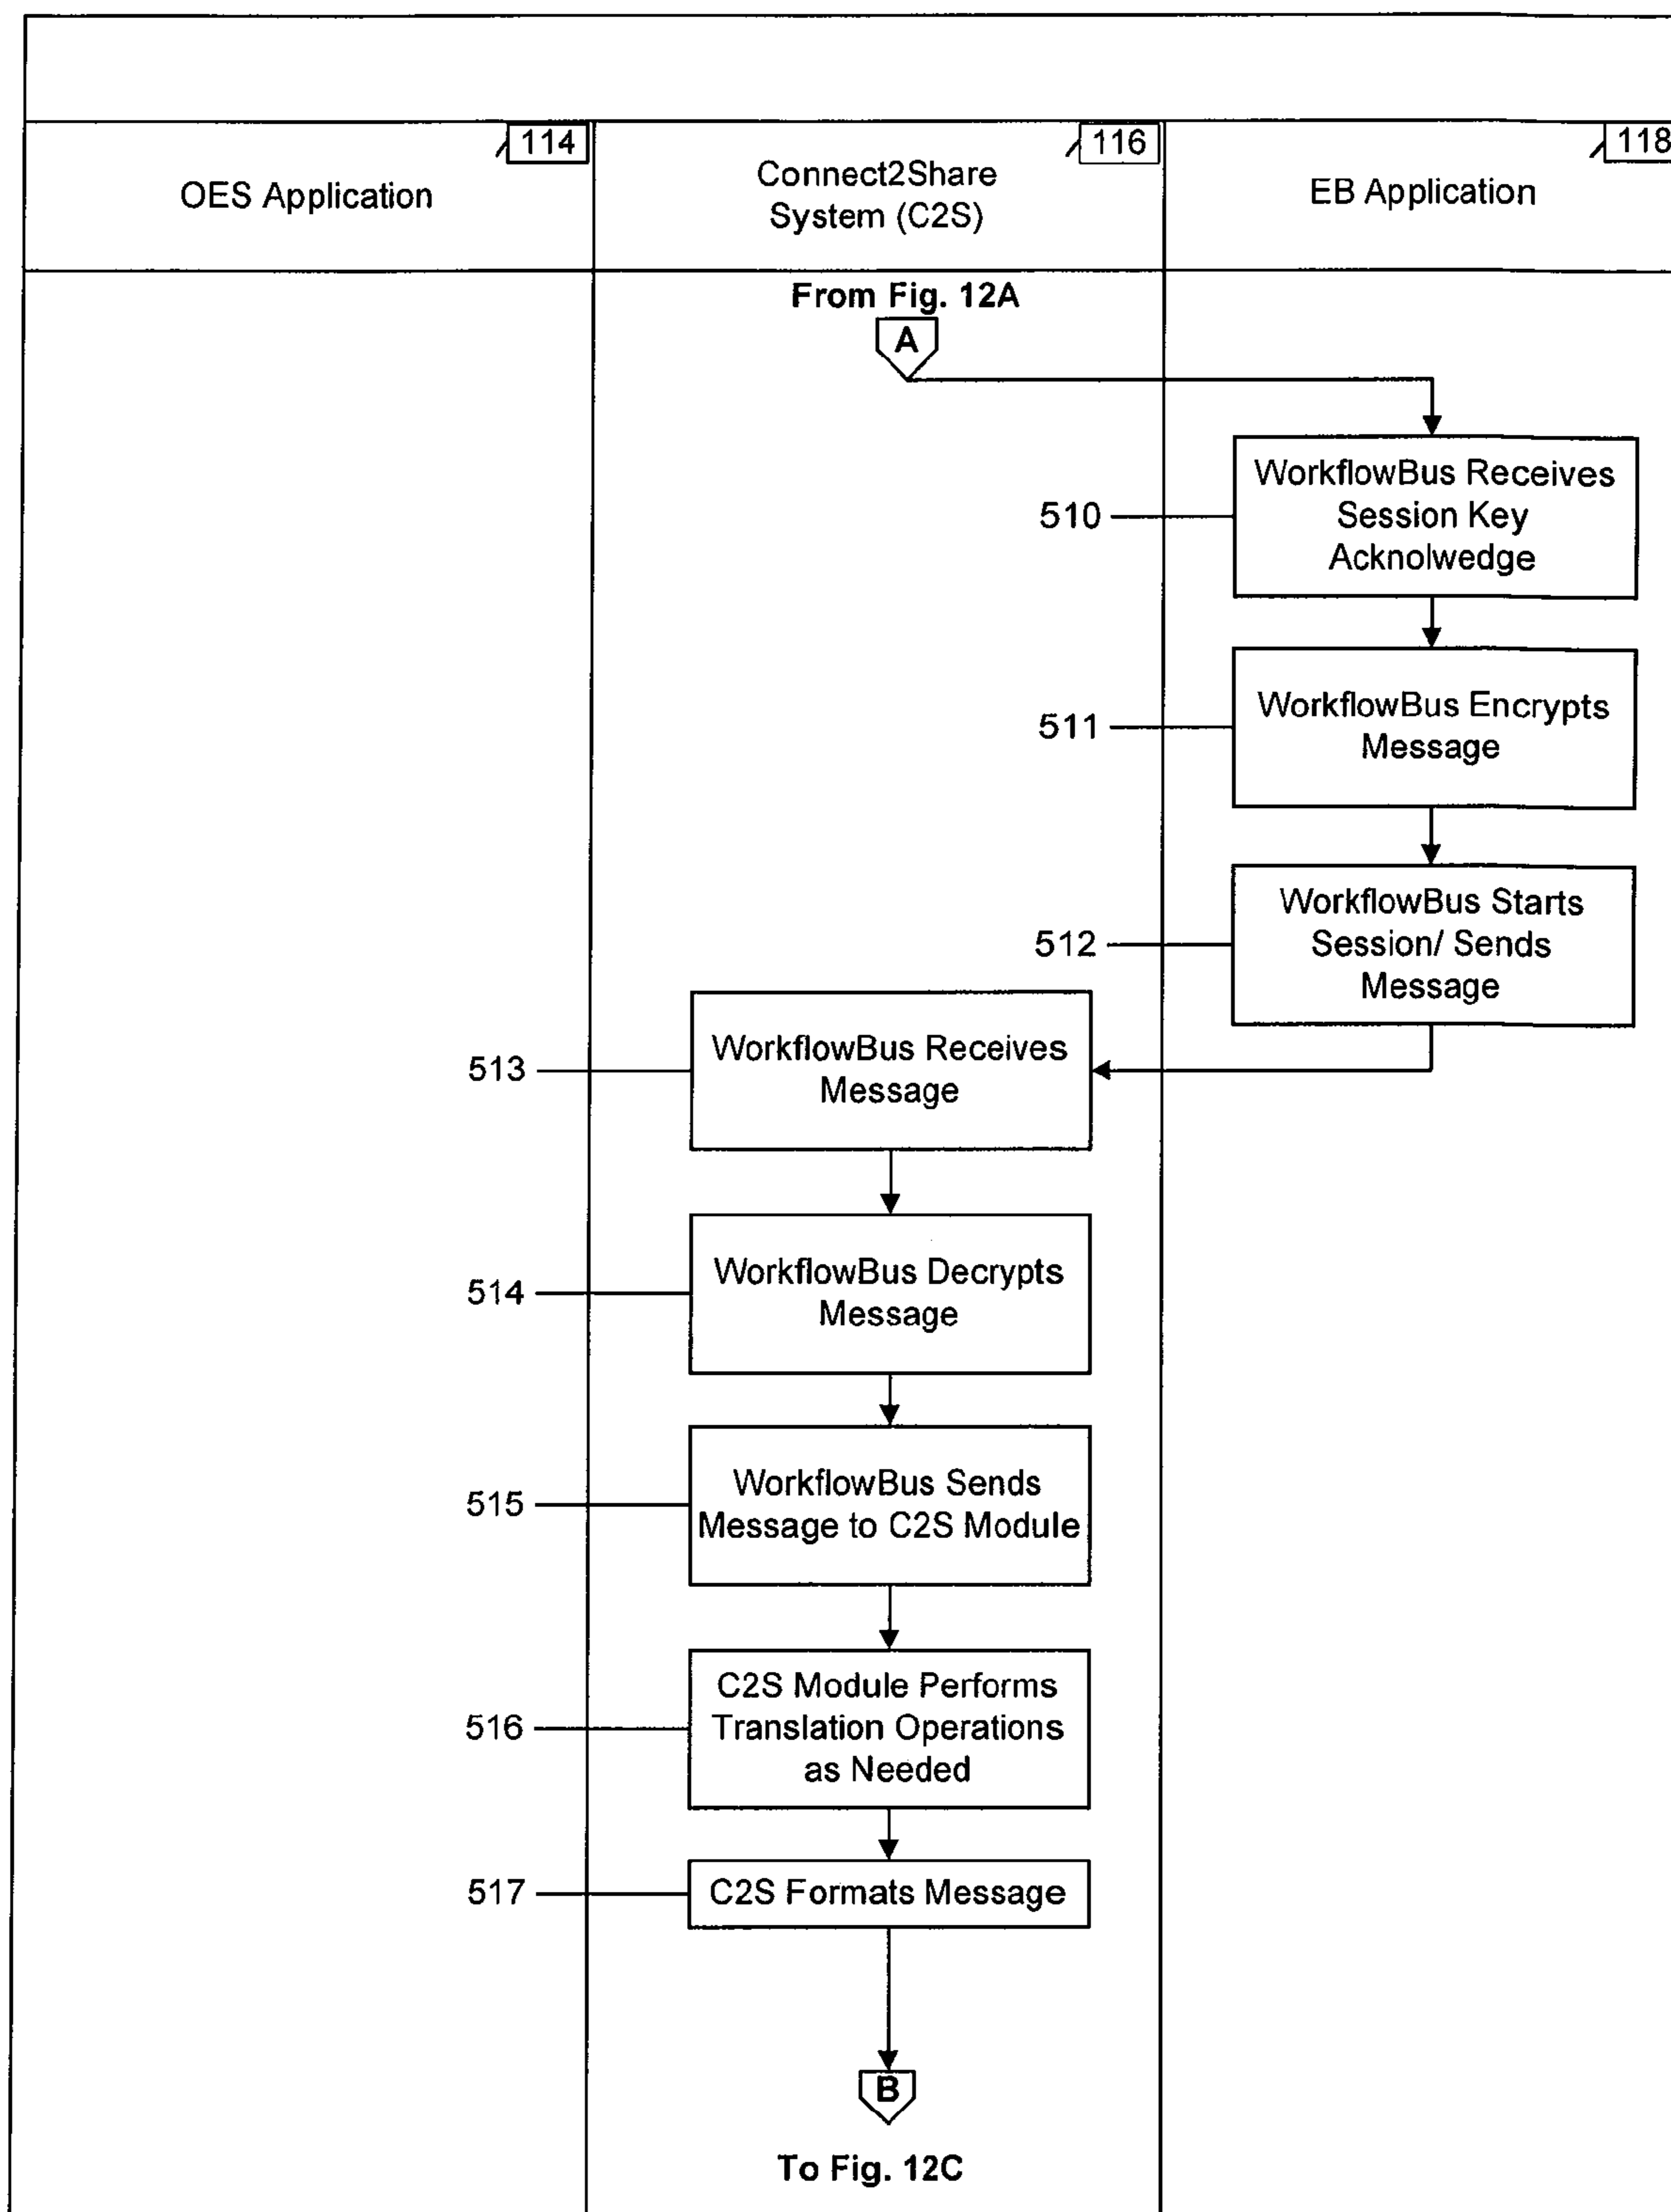 114
OES Application
116
Connect2Share
System (C2S)
118
EB Application
From Fig. 12A
A
510
WorkflowBus Receives
Session Key
Acknolwedge
511
WorkflowBus Encrypts
Message
512
WorkflowBus Starts
Session/ Sends
Message
513
WorkflowBus Receives
Message
514
WorkflowBus Decrypts
Message
515
WorkflowBus Sends
Message to C2S Module
516
C2S Module Performs
Translation Operations
as Needed
517
C2S Formats Message
B
To Fig. 12C